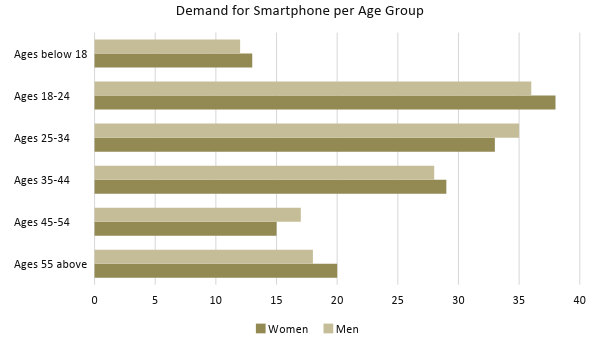 Demand for Smartphone per Age Group
Ages below 18
Ages 18-24
Ages 25-34
Ages 35-44
Ages 45-54
Ages 55 above
0 5 10 15 20 25 30 35 40
Women Men